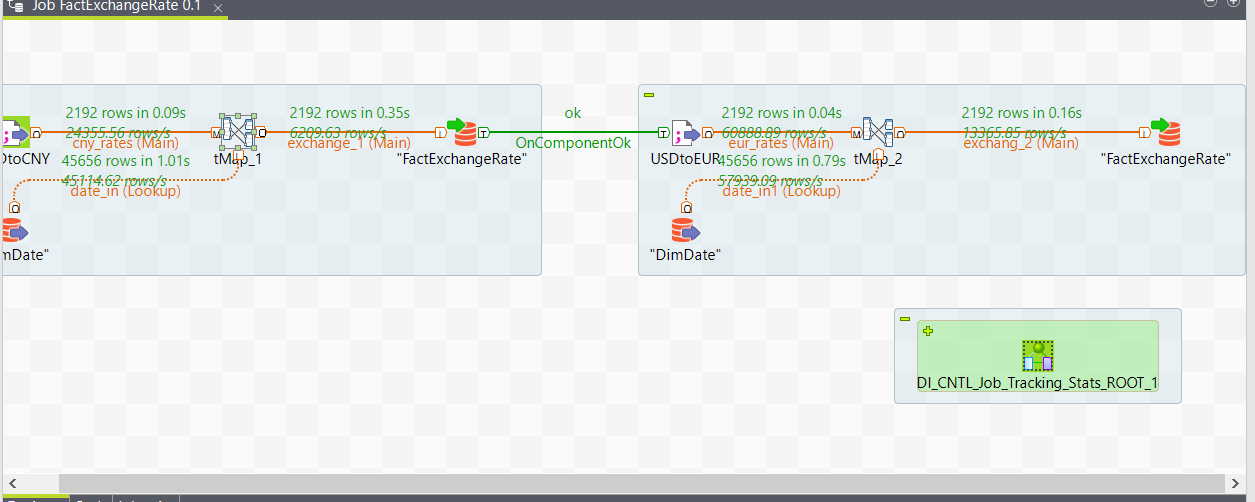 Job FactExchangeRate 0.1
2192 rows in 0.09s
24355.56 rows/s
cny_rates (Main)
2192 rows in 0.35s
6209.63 rows/s
exchange_1 (Main)
ok
OnComponentOk
2192 rows in 0.04s
60888.89 rows/s
eur_rates (Main)
2192 rows in 0.16s
13365.85 rows/s
exchang_2 (Main)
DtoCNY
45656 rows in 1.01s
45114.62 rows/s
date_in (Lookup)
tMap_1
"FactExchangeRate"
USDtoEUR
45656 rows in 0.79s
57939.09 rows/s
date_in1 (Lookup)
tMap_2
"FactExchangeRate"
mDate"
"DimDate"
DI_CNTL_Job_Tracking_Stats_ROOT_1